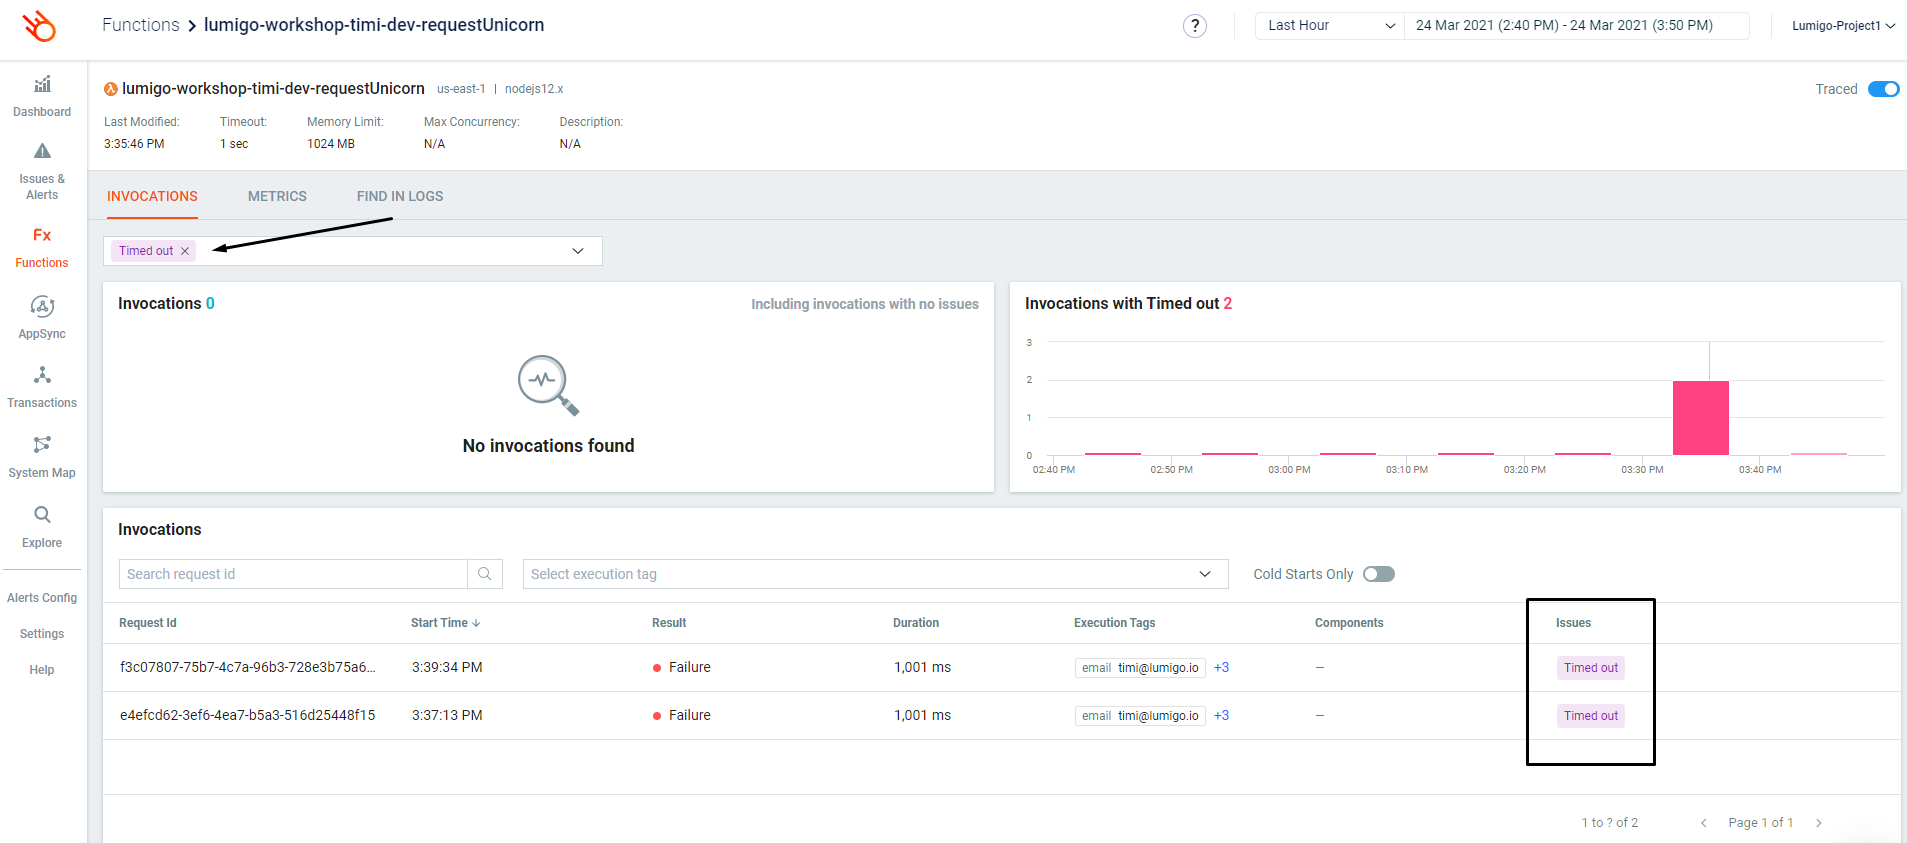 Functions > lumigo-workshop-timi-dev-requestUnicorn
?
Last Hour
24 Mar 2021 (2:40 PM) - 24 Mar 2021 (3:50 PM)
Lumigo-Project1
Dashboard
Issues &
Alerts
Fx
Functions
AppSync
Transactions
System Map
Explore
Alerts Config
Settings
Help
λ lumigo-workshop-timi-dev-requestUnicorn us-east-1 | nodejs12.x
Traced
Last Modified: Timeout: Memory Limit: Max Concurrency: Description:
3:35:46 PM 1 sec 1024 MB N/A N/A
INVOCATIONS METRICS FIND IN LOGS
Timed out ×
Invocations 0
Including invocations with no issues
No invocations found
Invocations with Timed out 2
3
2
1
0
02:40 PM 02:50 PM 03:00 PM 03:10 PM 03:20 PM 03:30 PM 03:40 PM
Invocations
Search request id
Select execution tag
Cold Starts Only
Request Id Start Time ↓ Result Duration Execution Tags Components Issues
f3c07807-75b7-4c7a-96b3-728e3b75a6... 3:39:34 PM Failure 1,001 ms email timi@lumigo.io +3 – Timed out
e4efcd62-3ef6-4ea7-b5a3-516d25448f15 3:37:13 PM Failure 1,001 ms email timi@lumigo.io +3 – Timed out
1 to ? of 2 < Page 1 of 1 >